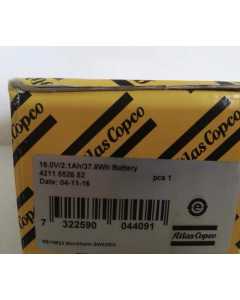 Atlas Copco
Atlas Copco
18.0V/2.1Ah/37.8Wh Battery
4211 5526 52
pcs 1
Date: 04-11-16
7 322590 044091
Atlas Copco